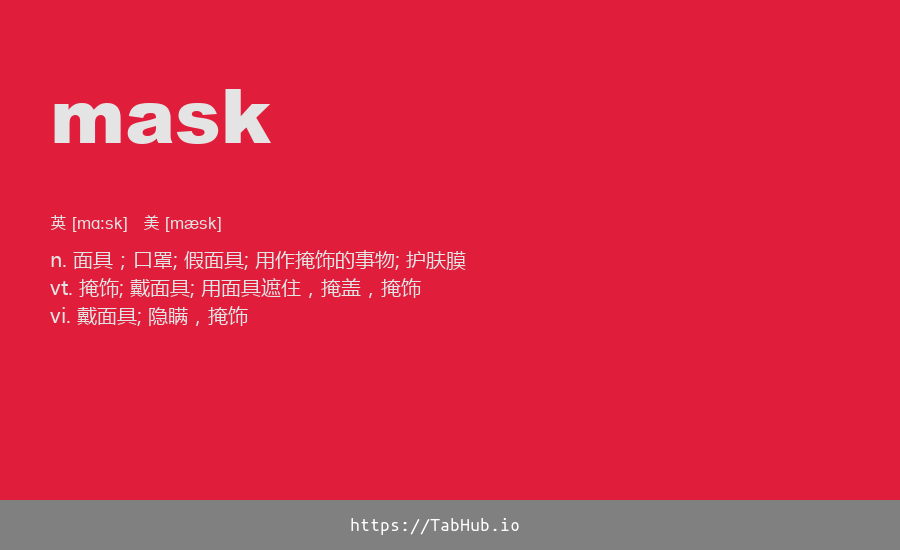 mask
英 [mɑːsk] 美 [mæsk]
n. 面具；口罩; 假面具; 用作掩饰的事物; 护肤膜
vt. 掩饰; 戴面具; 用面具遮住，掩盖，掩饰
vi. 戴面具; 隐瞒，掩饰
https://TabHub.io